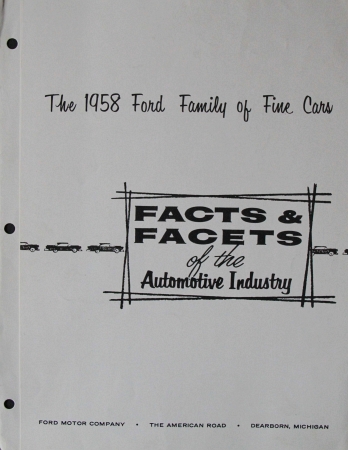 The 1958 Ford Family of Fine Cars
FACTS &
FACETS
of the
Automotive Industry
FORD MOTOR COMPANY • THE AMERICAN ROAD • DEARBORN, MICHIGAN